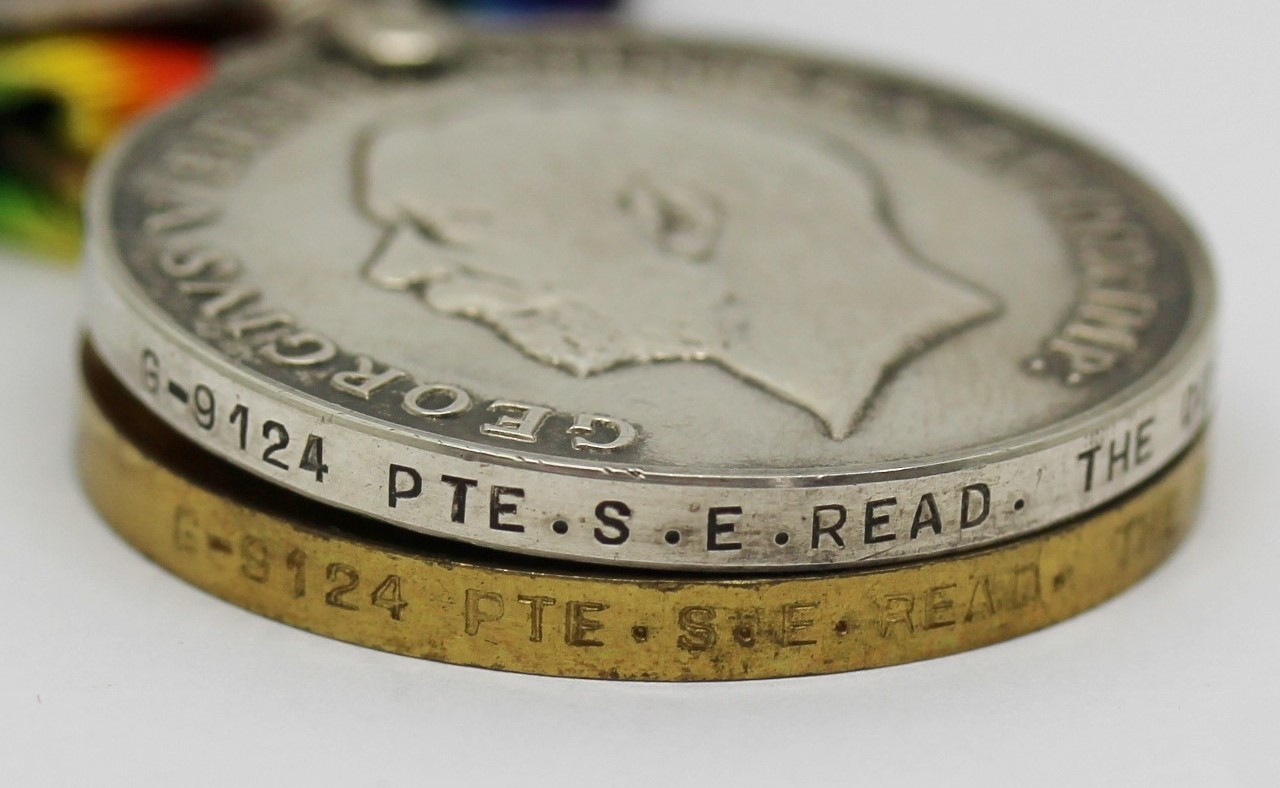 GEORGIVS V
G-9124 PTE.S.E.READ. THE
G-9124 PTE.S.E.READ.